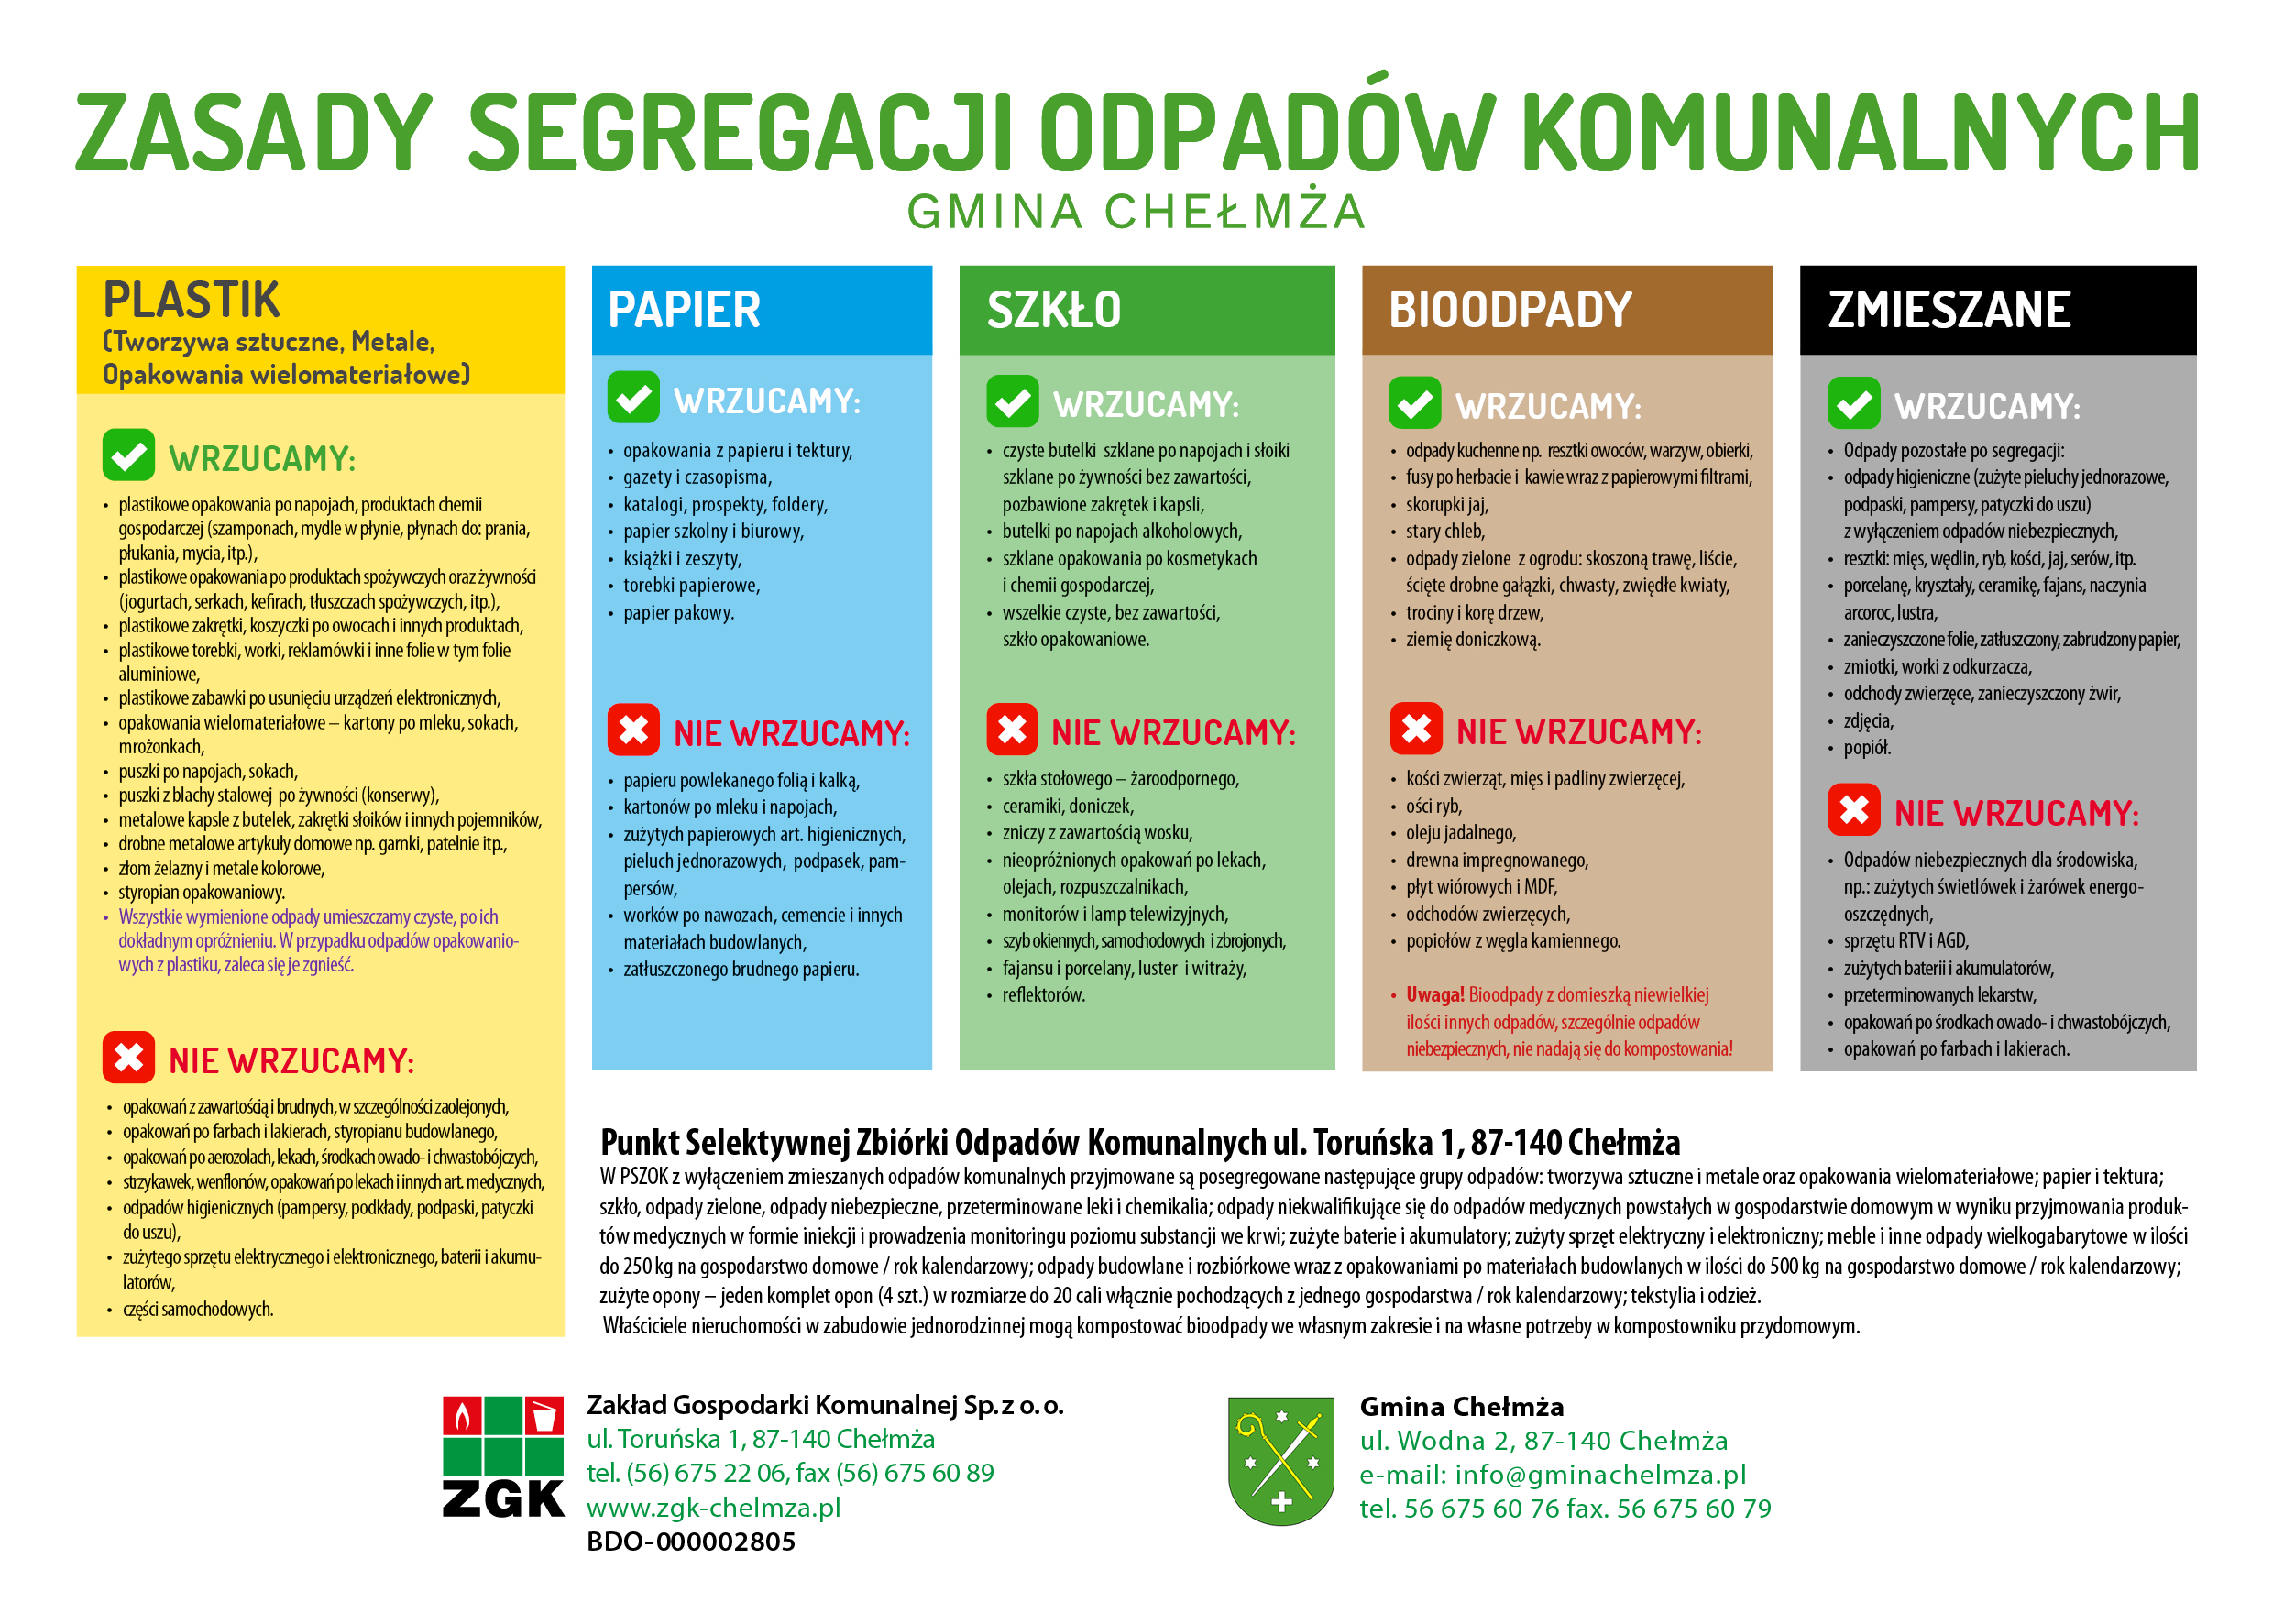 ZASADY SEGREGACJI ODPADÓW KOMUNALNYCH
GMINA CHEŁMŻA
PLASTIK
(Tworzywa sztuczne, Metale,
Opakowania wielomateriałowe)
WRZUCAMY:
• plastikowe opakowania po napojach, produktach chemii
gospodarczej (szamponach, mydle w płynie, płynach do: prania,
płukania, mycia, itp.),
• plastikowe opakowania po produktach spożywczych oraz żywności
(jogurtach, serkach, kefirach, tłuszczach spożywczych, itp.),
• plastikowe zakrętki, koszyczki po owocach i innych produktach,
• plastikowe torebki, worki, reklamówki i inne folie w tym folie
aluminiowe,
• plastikowe zabawki po usunięciu urządzeń elektronicznych,
• opakowania wielomateriałowe – kartony po mleku, sokach,
mrożonkach,
• puszki po napojach, sokach,
• puszki z blachy stalowej po żywności (konserwy),
• metalowe kapsle z butelek, zakrętki słoików i innych pojemników,
• drobne metalowe artykuły domowe np. garnki, patelnie itp.,
• złom żelazny i metale kolorowe,
• styropian opakowaniowy.
• Wszystkie wymienione odpady umieszczamy czyste, po ich
dokładnym opróżnieniu. W przypadku odpadów opakowanio-
wych z plastiku, zaleca się je zgnieść.
NIE WRZUCAMY:
• opakowań z zawartością i brudnych, w szczególności zaolejonych,
• opakowań po farbach i lakierach, styropianu budowlanego,
• opakowań po aerozolach, lekach, środkach owado- i chwastobójczych,
• strzykawek, wenflonów, opakowań po lekach i innych art. medycznych,
• odpadów higienicznych (pampersy, podkłady, podpaski, patyczki
do uszu),
• zużytego sprzętu elektrycznego i elektronicznego, baterii i akumu-
latorów,
• części samochodowych.
PAPIER
WRZUCAMY:
• opakowania z papieru i tektury,
• gazety i czasopisma,
• katalogi, prospekty, foldery,
• papier szkolny i biurowy,
• książki i zeszyty,
• torebki papierowe,
• papier pakowy.
NIE WRZUCAMY:
• papieru powlekanego folią i kalką,
• kartonów po mleku i napojach,
• zużytych papierowych art. higienicznych,
pieluch jednorazowych, podpasek, pam-
persów,
• worków po nawozach, cemencie i innych
materiałach budowlanych,
• zatłuszczonego brudnego papieru.
SZKŁO
WRZUCAMY:
• czyste butelki szklane po napojach i słoiki
szklane po żywności bez zawartości,
pozbawione zakrętek i kapsli,
• butelki po napojach alkoholowych,
• szklane opakowania po kosmetykach
i chemii gospodarczej,
• wszelkie czyste, bez zawartości,
szkło opakowaniowe.
NIE WRZUCAMY:
• szkła stołowego – żaroodpornego,
• ceramiki, doniczek,
• zniczy z zawartością wosku,
• nieopróżnionych opakowań po lekach,
olejach, rozpuszczalnikach,
• monitorów i lamp telewizyjnych,
• szyb okiennych, samochodowych i zbrojonych,
• fajansu i porcelany, luster i witraży,
• reflektorów.
BIOODPADY
WRZUCAMY:
• odpady kuchenne np. resztki owoców, warzyw, obierki,
• fusy po herbacie i kawie wraz z papierowymi filtrami,
• skorupki jaj,
• stary chleb,
• odpady zielone z ogrodu: skoszoną trawę, liście,
ścięte drobne gałązki, chwasty, zwiędłe kwiaty,
• trociny i korę drzew,
• ziemię doniczkową.
NIE WRZUCAMY:
• kości zwierząt, mięs i padliny zwierzęcej,
• ości ryb,
• oleju jadalnego,
• drewna impregnowanego,
• płyt wiórowych i MDF,
• odchodów zwierzęcych,
• popiołów z węgla kamiennego.
• Uwaga! Bioodpady z domieszką niewielkiej
ilości innych odpadów, szczególnie odpadów
niebezpiecznych, nie nadają się do kompostowania!
ZMIESZANE
WRZUCAMY:
• Odpady pozostałe po segregacji:
• odpady higieniczne (zużyte pieluchy jednorazowe,
podpaski, pampersy, patyczki do uszu)
z wyłączeniem odpadów niebezpiecznych,
• resztki: mięs, wędlin, ryb, kości, jaj, serów, itp.
• porcelanę, kryształy, ceramikę, fajans, naczynia
arcoroc, lustra,
• zanieczyszczone folie, zatłuszczony, zabrudzony papier,
• zmiotki, worki z odkurzacza,
• odchody zwierzęce, zanieczyszczony żwir,
• zdjęcia,
• popiół.
NIE WRZUCAMY:
• Odpadów niebezpiecznych dla środowiska,
np.: zużytych świetlówek i żarówek energo-
oszczędnych,
• sprzętu RTV i AGD,
• zużytych baterii i akumulatorów,
• przeterminowanych lekarstw,
• opakowań po środkach owado- i chwastobójczych,
• opakowań po farbach i lakierach.
Punkt Selektywnej Zbiórki Odpadów Komunalnych ul. Toruńska 1, 87-140 Chełmża
W PSZOK z wyłączeniem zmieszanych odpadów komunalnych przyjmowane są posegregowane następujące grupy odpadów: tworzywa sztuczne i metale oraz opakowania wielomateriałowe; papier i tektura;
szkło, odpady zielone, odpady niebezpieczne, przeterminowane leki i chemikalia; odpady niekwalifikujące się do odpadów medycznych powstałych w gospodarstwie domowym w wyniku przyjmowania produk-
tów medycznych w formie iniekcji i prowadzenia monitoringu poziomu substancji we krwi; zużyte baterie i akumulatory; zużyty sprzęt elektryczny i elektroniczny; meble i inne odpady wielkogabarytowe w ilości
do 250 kg na gospodarstwo domowe / rok kalendarzowy; odpady budowlane i rozbiórkowe wraz z opakowaniami po materiałach budowlanych w ilości do 500 kg na gospodarstwo domowe / rok kalendarzowy;
zużyte opony – jeden komplet opon (4 szt.) w rozmiarze do 20 cali włącznie pochodzących z jednego gospodarstwa / rok kalendarzowy; tekstylia i odzież.
Właściciele nieruchomości w zabudowie jednorodzinnej mogą kompostować bioodpady we własnym zakresie i na własne potrzeby w kompostowniku przydomowym.
ZGK
Zakład Gospodarki Komunalnej Sp. z o. o.
ul. Toruńska 1, 87-140 Chełmża
tel. (56) 675 22 06, fax (56) 675 60 89
www.zgk-chelmza.pl
BDO-000002805
Gmina Chełmża
ul. Wodna 2, 87-140 Chełmża
e-mail: info@gminachelmza.pl
tel. 56 675 60 76 fax. 56 675 60 79